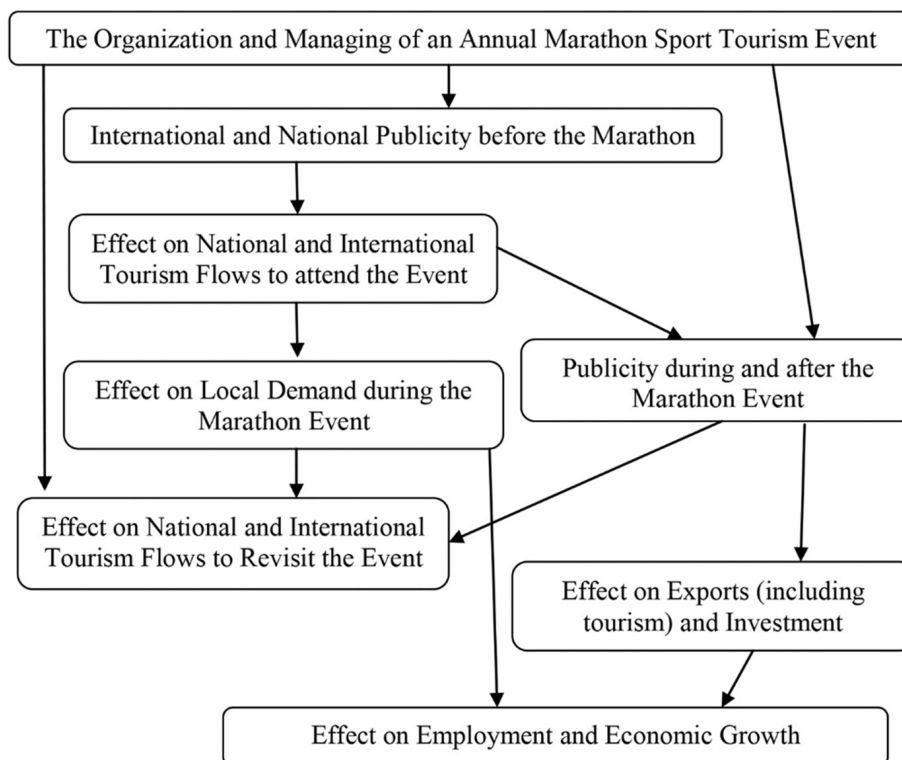 The Organization and Managing of an Annual Marathon Sport Tourism Event
International and National Publicity before the Marathon
Effect on National and International
Tourism Flows to attend the Event
Publicity during and after the
Marathon Event
Effect on Local Demand during the
Marathon Event
Effect on National and International
Tourism Flows to Revisit the Event
Effect on Exports (including
tourism) and Investment
Effect on Employment and Economic Growth